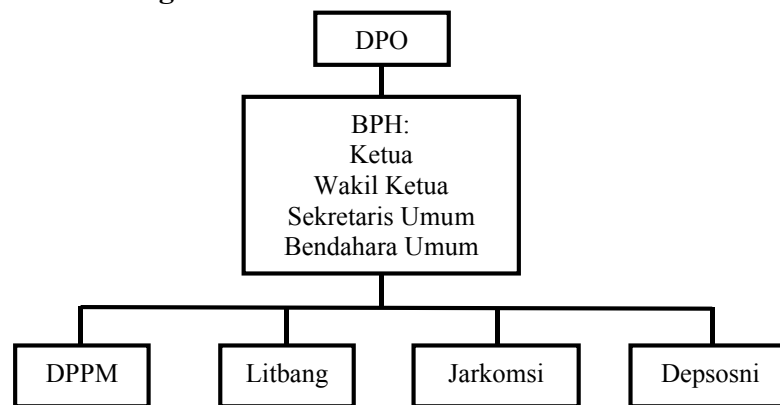 DPO
BPH:
Ketua
Wakil Ketua
Sekretaris Umum
Bendahara Umum
DPPM Litbang Jarkomsi Depsosni